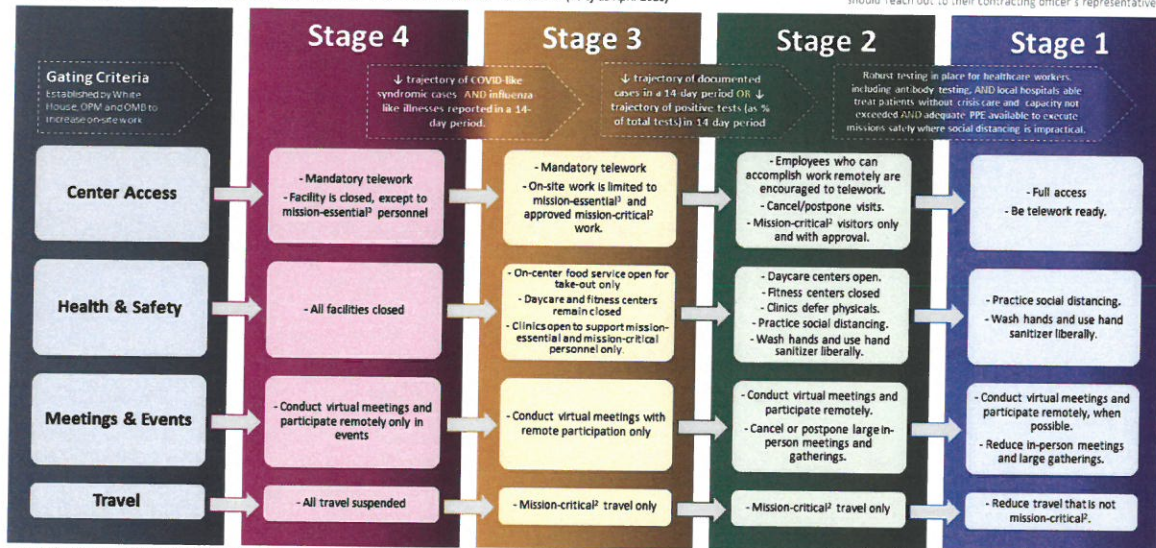 should reach out to their contracting officer's representative
Stage 4
Stage 3
Stage 2
Stage 1
Gating Criteria
Established by White
House, OPM and OMB to
increase on-site work
↓ trajectory of COVID-like
syndromic cases AND influenza
like illnesses reported in a 14-
day period.
↓ trajectory of documented
cases in a 14-day period OR ↓
trajectory of positive tests (as %
of total tests) in 14 day period
Robust testing in place for healthcare workers,
including antibody testing, AND local hospitals able
treat patients without crisis care and capacity not
exceeded AND adequate PPE available to execute
missions safely where social distancing is impractical.
Center Access
- Mandatory telework
- Facility is closed, except to
mission-essential³ personnel
- Mandatory telework
- On-site work is limited to
mission-essential³ and
approved mission-critical²
work.
- Employees who can
accomplish work remotely are
encouraged to telework.
- Cancel/postpone visits.
- Mission-critical² visitors only
and with approval.
- Full access
- Be telework ready.
Health & Safety
- All facilities closed
- On-center food service open for
take-out only
- Daycare and fitness centers
remain closed
- Clinics open to support mission-
essential and mission-critical
personnel only.
- Daycare centers open.
- Fitness centers closed
- Clinics defer physicals.
- Practice social distancing.
- Wash hands and use hand
sanitizer liberally.
- Practice social distancing.
- Wash hands and use hand
sanitizer liberally.
Meetings & Events
- Conduct virtual meetings and
participate remotely only in
events
- Conduct virtual meetings with
remote participation only
- Conduct virtual meetings and
participate remotely.
- Cancel or postpone large in-
person meetings and
gatherings.
- Conduct virtual meetings and
participate remotely, when
possible.
- Reduce in-person meetings
and large gatherings.
Travel
- All travel suspended
- Mission-critical² travel only
- Mission-critical² travel only
- Reduce travel that is not
mission-critical².